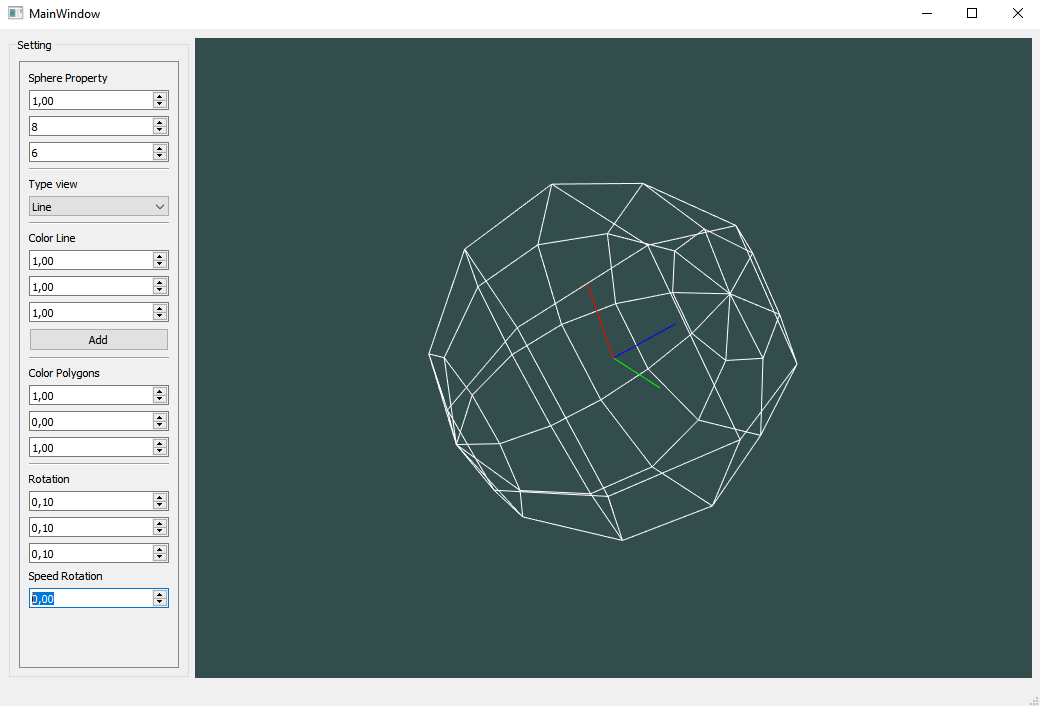 MainWindow
Setting
Sphere Property
1,00
8
6
Type view
Line
Color Line
1,00
1,00
1,00
Add
Color Polygons
1,00
0,00
1,00
Rotation
0,10
0,10
0,10
Speed Rotation
0,00